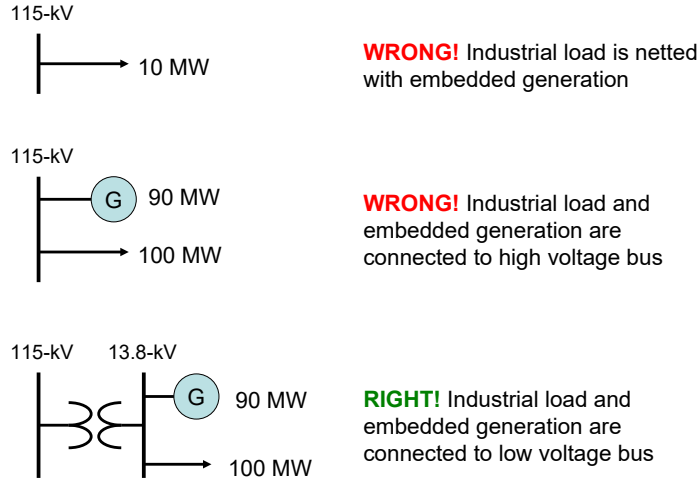 115-kV
10 MW
WRONG! Industrial load is netted
with embedded generation
115-kV
G
90 MW
100 MW
WRONG! Industrial load and
embedded generation are
connected to high voltage bus
115-kV
13.8-kV
G
90 MW
100 MW
RIGHT! Industrial load and
embedded generation are
connected to low voltage bus